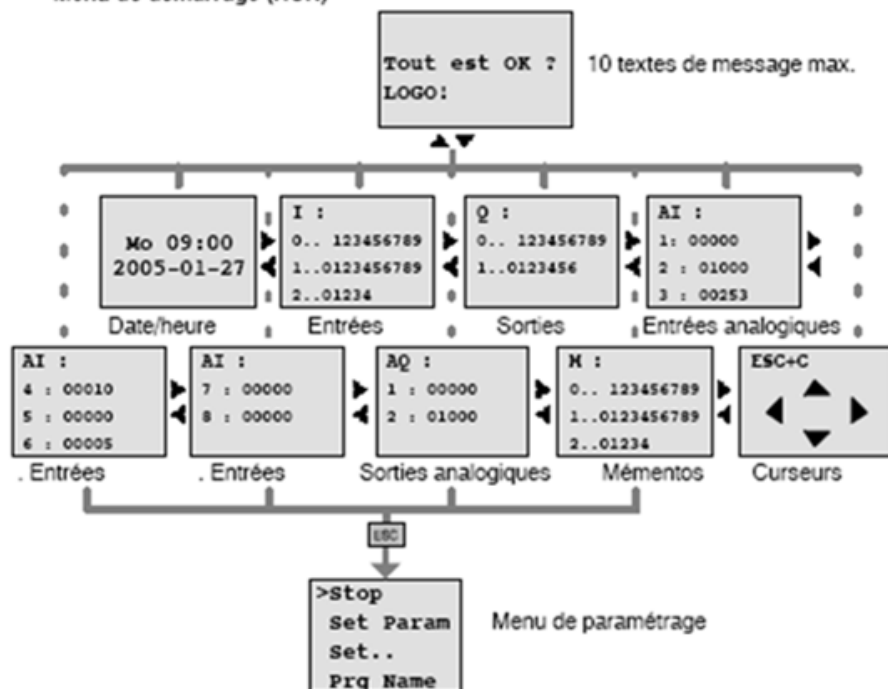 Menu de démarrage (RUN)
Tout est OK ?
LOGO!
10 textes de message max.
Mo 09:00
2005-01-27
Date/heure
I :
0.. 123456789
1..0123456789
2..01234
Entrées
Q :
0.. 123456789
1..0123456
Sorties
AI :
1: 00000
2 : 01000
3 : 00253
Entrées analogiques
AI :
4 : 00010
5 : 00000
6 : 00005
. Entrées
AI :
7 : 00000
8 : 00000
. Entrées
AQ :
1 : 00000
2 : 01000
Sorties analogiques
M :
0.. 123456789
1..0123456789
2..01234
Mémentos
ESC+C
Curseurs
ESC
>Stop
Set Param
Set..
Prg Name
Menu de paramétrage